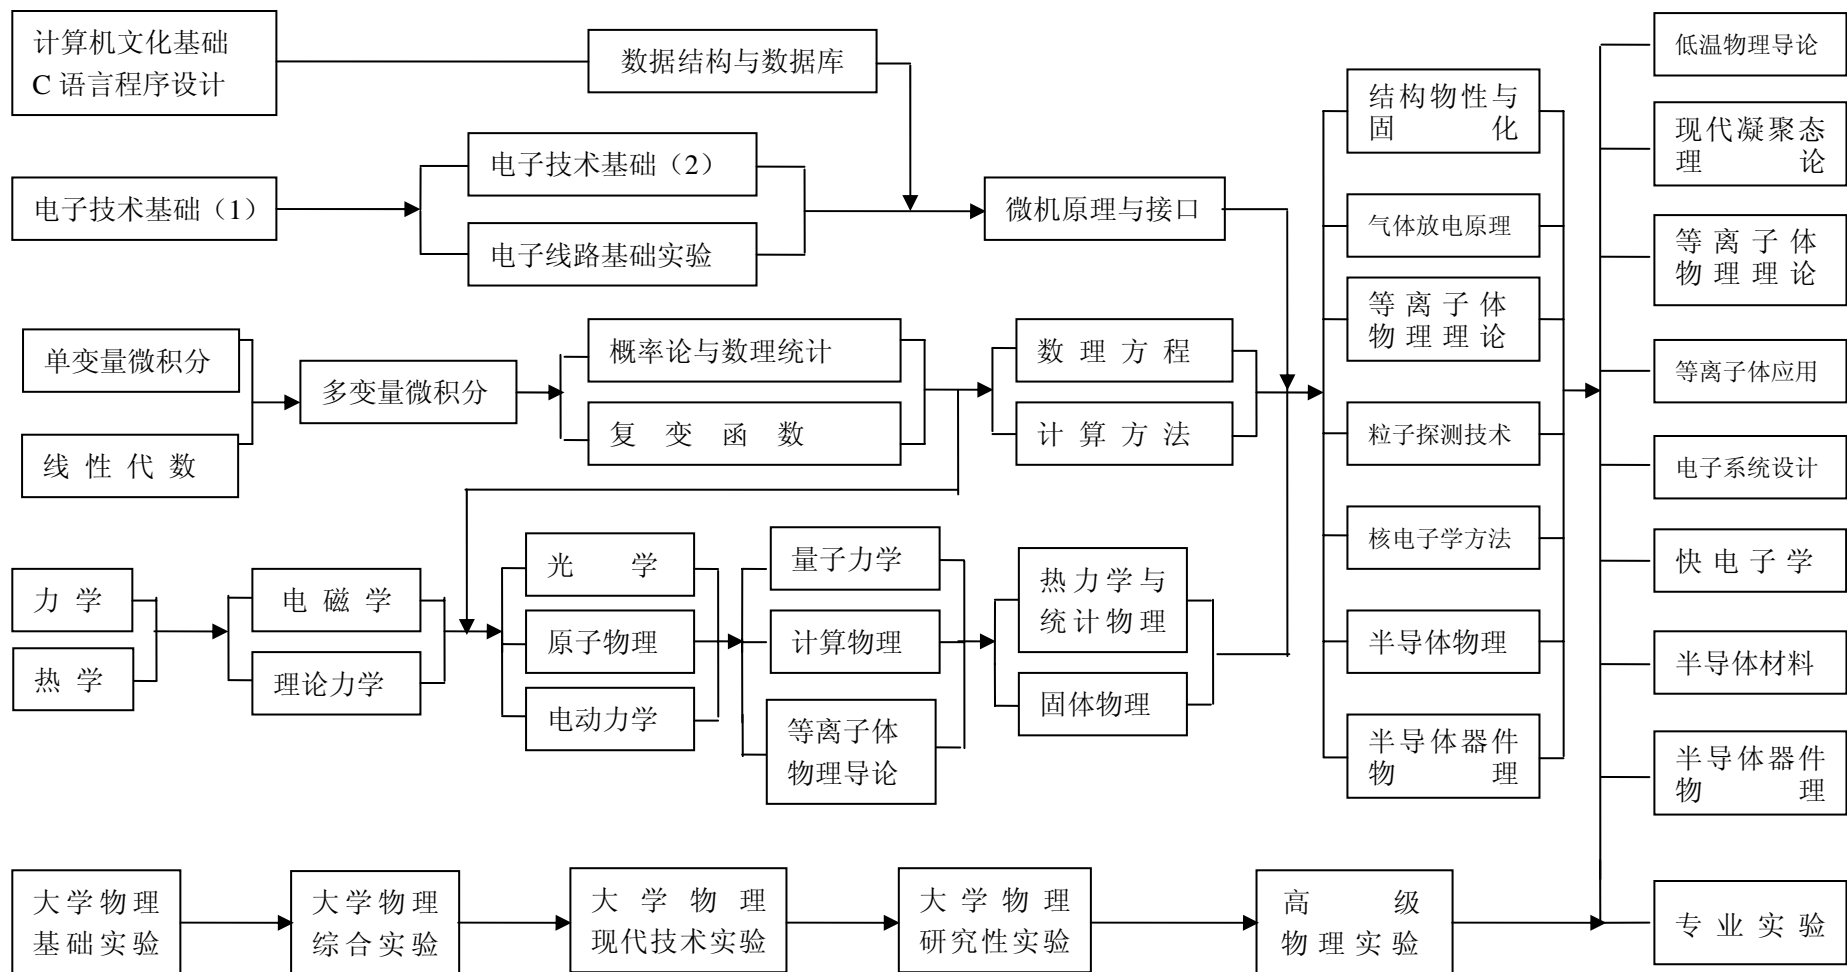 计算机文化基础
C 语言程序设计
数据结构与数据库
电子技术基础（1）
电子技术基础（2）
电子线路基础实验
微机原理与接口
单变量微积分
线性代数
多变量微积分
概率论与数理统计
复变函数
数理方程
计算方法
力学
热学
电磁学
理论力学
光学
原子物理
电动力学
量子力学
计算物理
等离子体
物理导论
热力学与
统计物理
固体物理
结构物性与
固化
气体放电原理
等离子体
物理理论
粒子探测技术
核电子学方法
半导体物理
半导体器件
物理
低温物理导论
现代凝聚态
理论
等离子体
物理理论
等离子体应用
电子系统设计
快电子学
半导体材料
半导体器件
物理
大学物理
基础实验
大学物理
综合实验
大学物理
现代技术实验
大学物理
研究性实验
高级
物理实验
专业实验